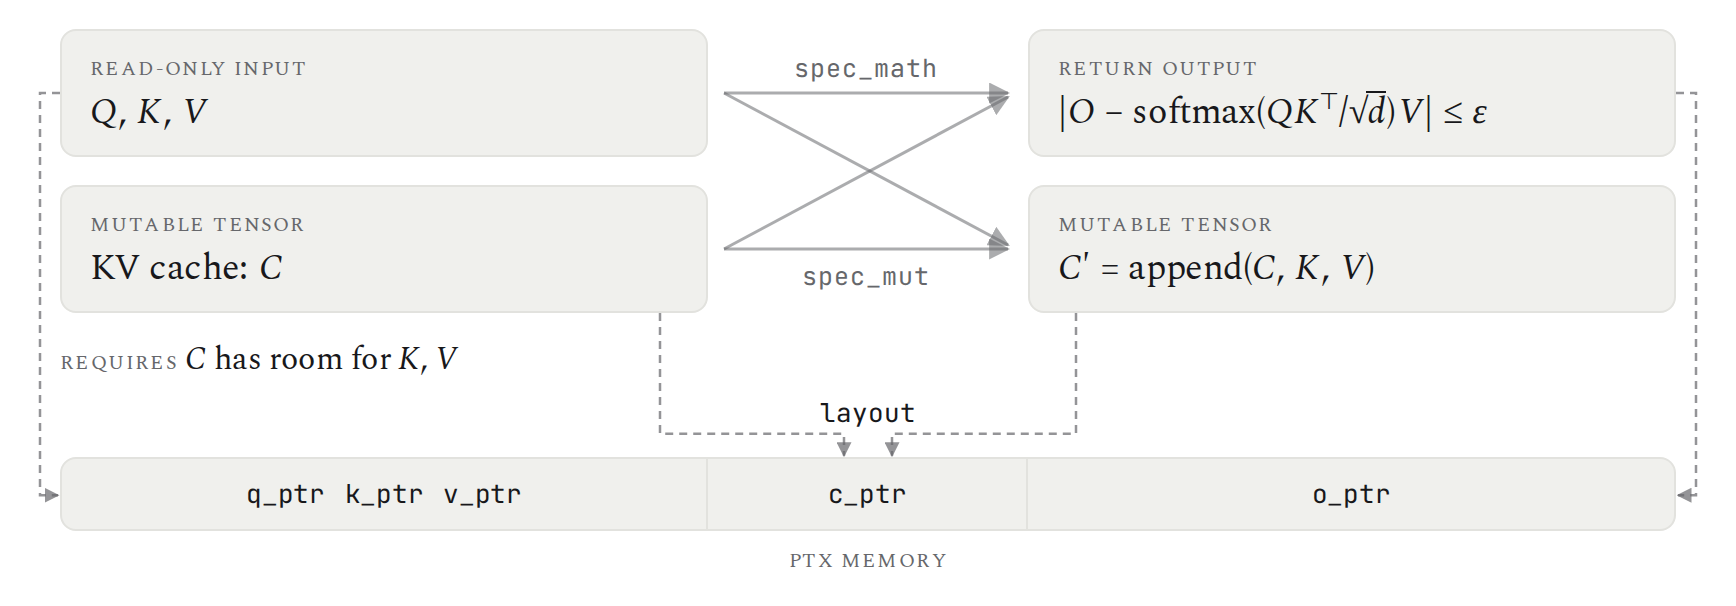 READ-ONLY INPUT
Q, K, V
spec_math
RETURN OUTPUT
|O − softmax(QK⊤/√d)V| ≤ ε
MUTABLE TENSOR
KV cache: C
spec_mut
MUTABLE TENSOR
C′ = append(C, K, V)
REQUIRES C has room for K, V
layout
q_ptr k_ptr v_ptr
c_ptr
o_ptr
PTX MEMORY